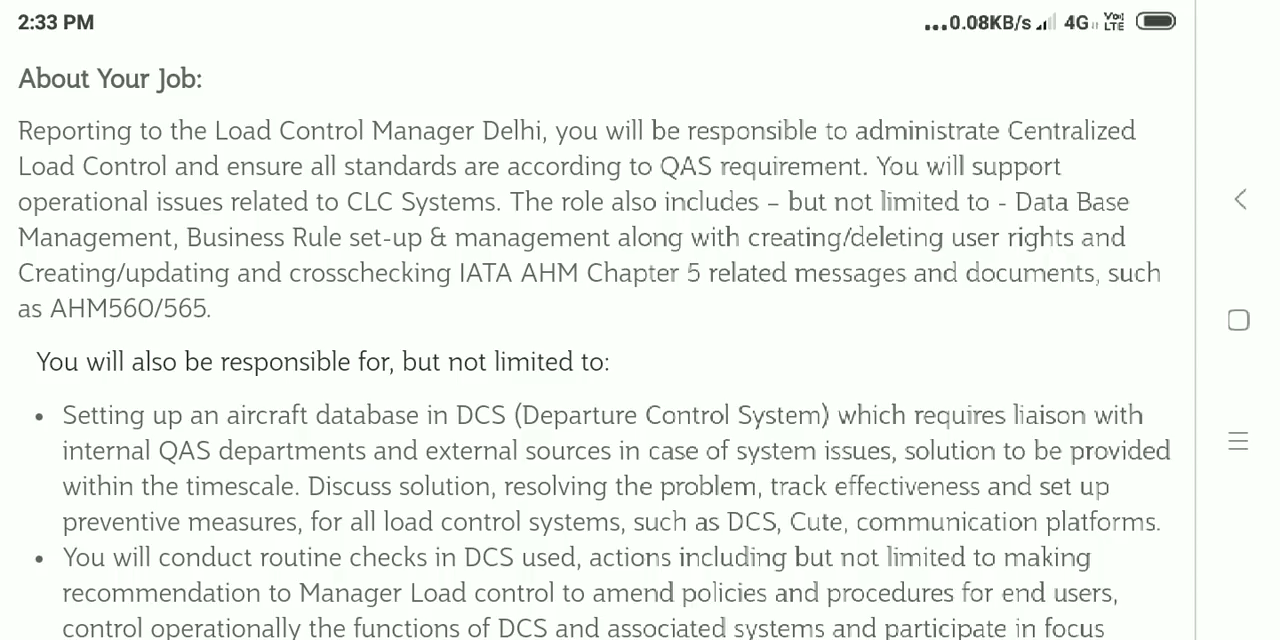 2:33 PM
...0.08KB/s 4G Vo) LTE
About Your Job:
Reporting to the Load Control Manager Delhi, you will be responsible to administrate Centralized
Load Control and ensure all standards are according to QAS requirement. You will support
operational issues related to CLC Systems. The role also includes – but not limited to - Data Base
Management, Business Rule set-up & management along with creating/deleting user rights and
Creating/updating and crosschecking IATA AHM Chapter 5 related messages and documents, such
as AHM560/565.
You will also be responsible for, but not limited to:
• Setting up an aircraft database in DCS (Departure Control System) which requires liaison with
internal QAS departments and external sources in case of system issues, solution to be provided
within the timescale. Discuss solution, resolving the problem, track effectiveness and set up
preventive measures, for all load control systems, such as DCS, Cute, communication platforms.
• You will conduct routine checks in DCS used, actions including but not limited to making
recommendation to Manager Load control to amend policies and procedures for end users,
control operationally the functions of DCS and associated systems and participate in focus